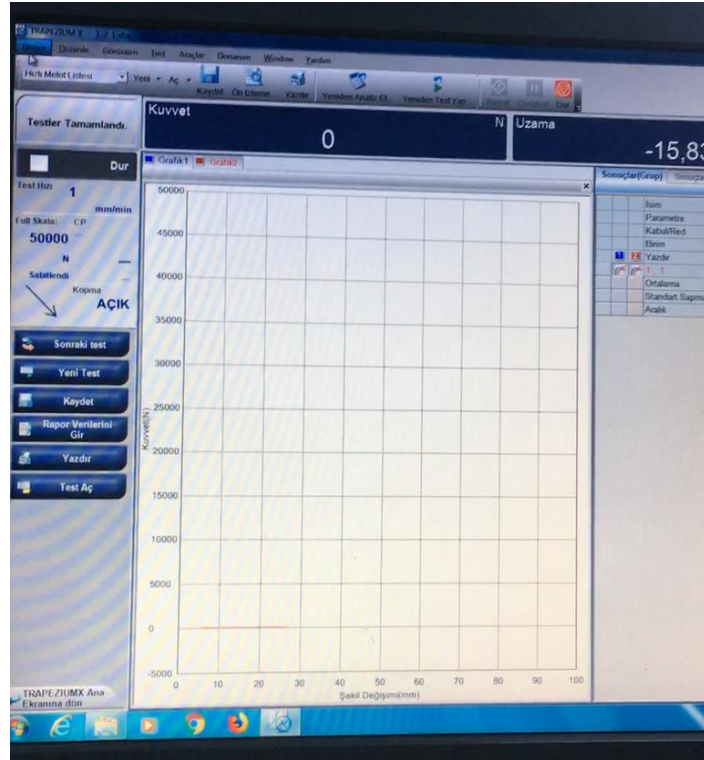 TRAPEZIUM X
Düzenle Görünüm Test Araçlar Donanım Window Yardım
Hızlı Metot Listesi Yeni Aç Kaydet Ön İzleme.. Yazdır Yeniden Analiz Et. Yeniden Test Yap Dur
Testler Tamamlandı.
Kuvvet
0
N
Uzama
-15,83
Dur
Grafik1 Grafik2
Sonuçlar(Grup)
Test Hızı
1
mm/min
Full Skala: CP
50000
N
Sabitlendi
Kopma
AÇIK
Sonraki test
Yeni Test
Kaydet
Rapor Verilerini
Gir
Yazdır
Test Aç
TRAPEZIUMX Ana
Ekranına dön
50000
45000
40000
35000
30000
25000
20000
15000
10000
5000
0
-5000
Kuvvet(N)
0 10 20 30 40 50 60 70 80 90 100
Şekil Değişimi(mm)
İsim
Parametre
Kabul/Red
Birim
1 2 Yazdır
1 _ 1
Ortalama
Standart Sapma
Aralık